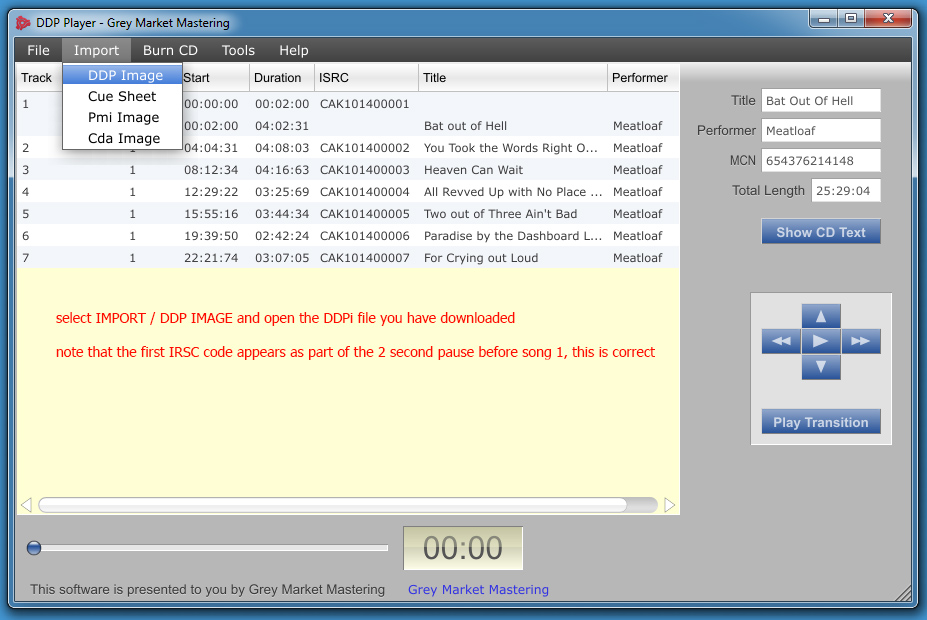 DDP Player - Grey Market Mastering
File Import Burn CD Tools Help
DDP Image
Cue Sheet
Pmi Image
Cda Image
Track Start Duration ISRC Title Performer
1 00:00:00 00:02:00 CAK101400001
1 00:02:00 04:02:31 Bat out of Hell Meatloaf
2 1 04:04:31 04:08:03 CAK101400002 You Took the Words Right O... Meatloaf
3 1 08:12:34 04:16:63 CAK101400003 Heaven Can Wait Meatloaf
4 1 12:29:22 03:25:69 CAK101400004 All Revved Up with No Place ... Meatloaf
5 1 15:55:16 03:44:34 CAK101400005 Two out of Three Ain't Bad Meatloaf
6 1 19:39:50 02:42:24 CAK101400006 Paradise by the Dashboard L... Meatloaf
7 1 22:21:74 03:07:05 CAK101400007 For Crying out Loud Meatloaf
select IMPORT / DDP IMAGE and open the DDPi file you have downloaded
note that the first IRSC code appears as part of the 2 second pause before song 1, this is correct
Title Bat Out Of Hell
Performer Meatloaf
MCN 654376214148
Total Length 25:29:04
Show CD Text
Play Transition
00:00
This software is presented to you by Grey Market Mastering Grey Market Mastering